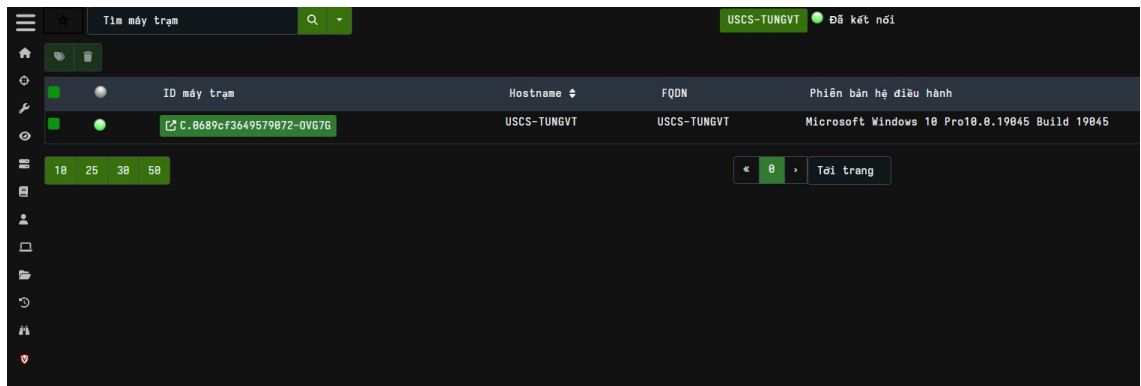 Tìm máy trạm
USCS-TUNGVT Đã kết nối
ID máy trạm Hostname FQDN Phiên bản hệ điều hành
C.0689cf3649579072-OVG7G USCS-TUNGVT USCS-TUNGVT Microsoft Windows 10 Pro10.0.19045 Build 19045
10 25 30 50 « 0 › Tới trang